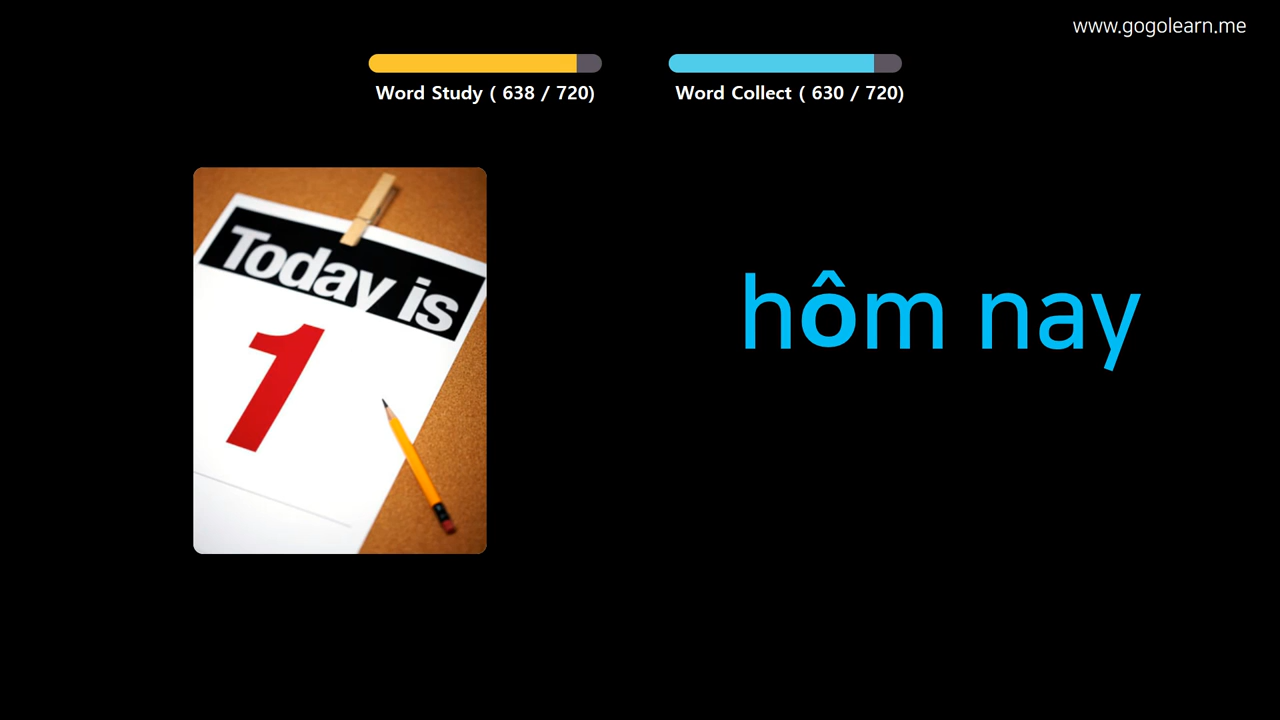 www.gogolearn.me
Word Study ( 638 / 720)
Word Collect ( 630 / 720)
Today is
1
hôm nay